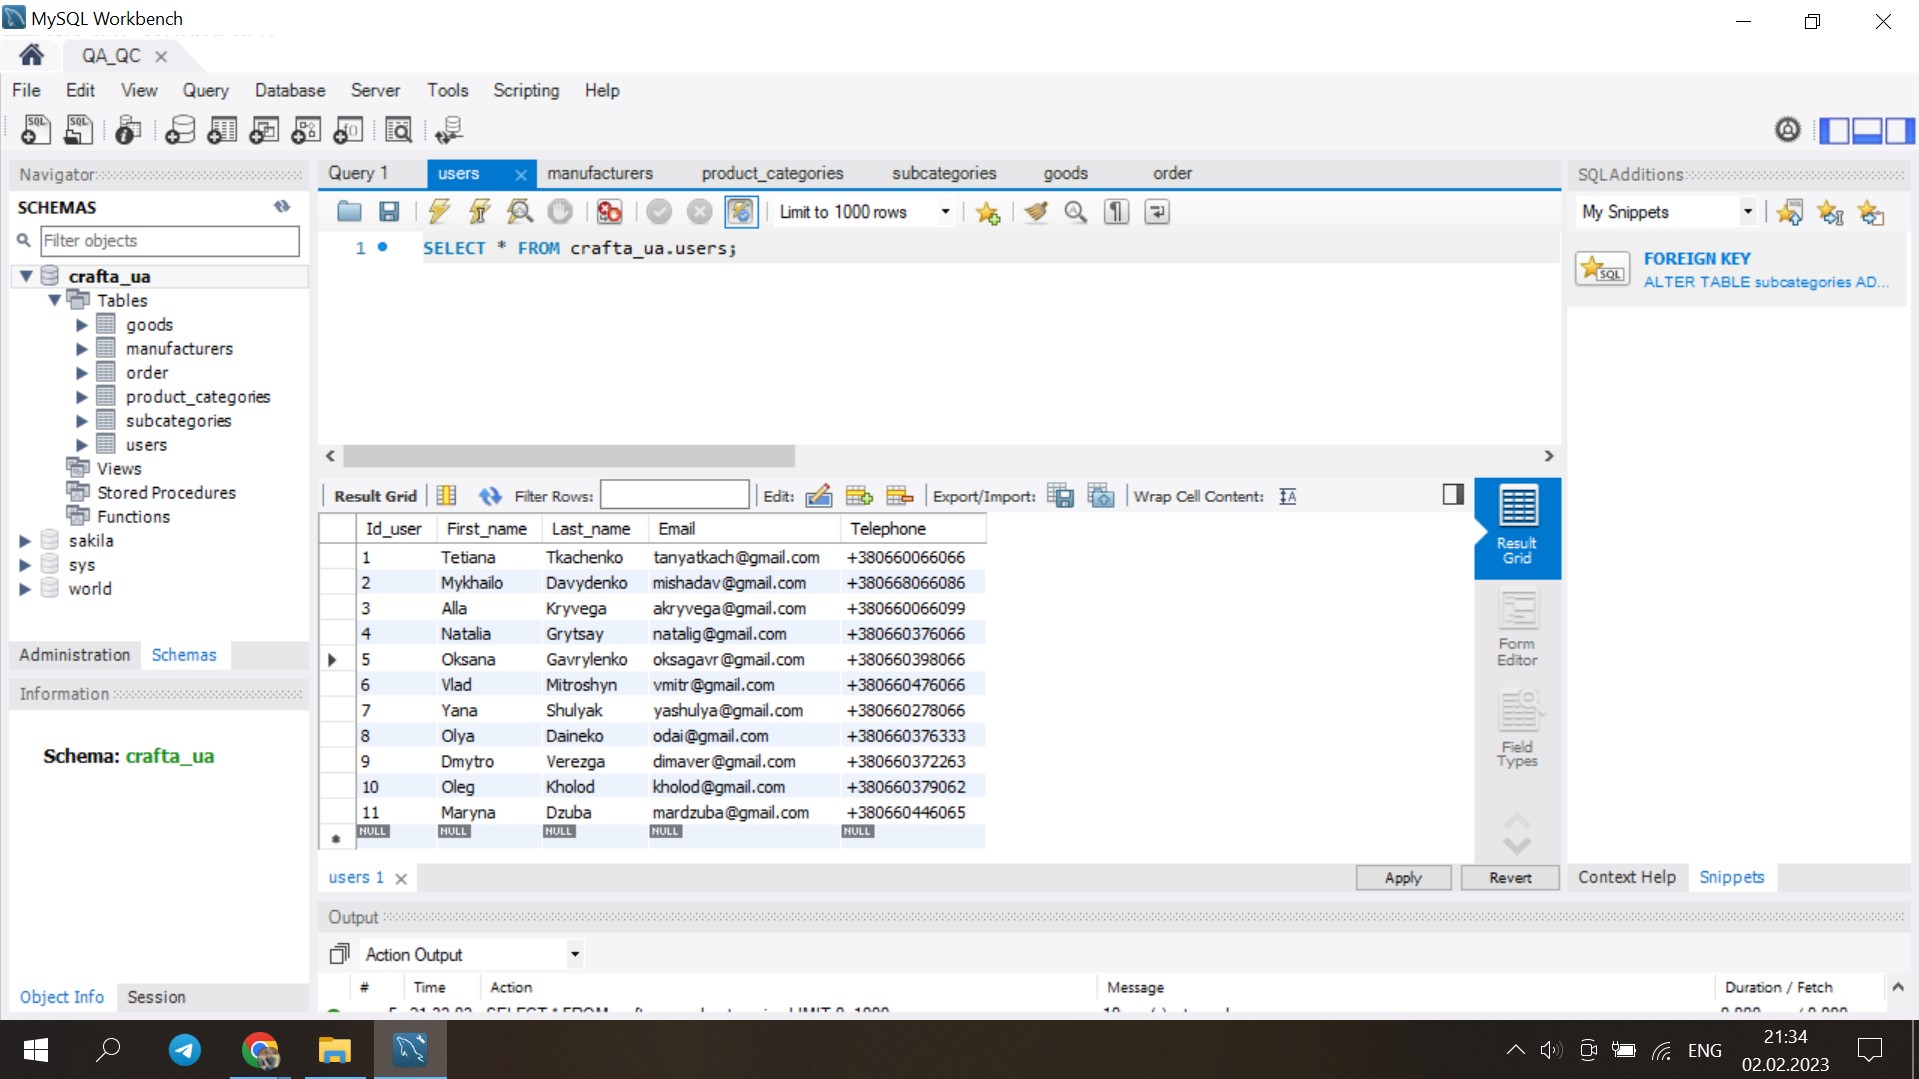 MySQL Workbench
QA_QC
File Edit View Query Database Server Tools Scripting Help
Navigator
SCHEMAS
Filter objects
crafta_ua
Tables
goods
manufacturers
order
product_categories
subcategories
users
Views
Stored Procedures
Functions
sakila
sys
world
Administration Schemas
Information
Schema: crafta_ua
Object Info Session
Query 1 users manufacturers product_categories subcategories goods order
Limit to 1000 rows
1 SELECT * FROM crafta_ua.users;
Result Grid Filter Rows: Edit: Export/Import: Wrap Cell Content:
Id_user First_name Last_name Email Telephone
1 Tetiana Tkachenko tanyatkach@gmail.com +380660066066
2 Mykhailo Davydenko mishadav@gmail.com +380668066086
3 Alla Kryvega akryvega@gmail.com +380660066099
4 Natalia Grytsay natalig@gmail.com +380660376066
5 Oksana Gavrylenko oksagavr@gmail.com +380660398066
6 Vlad Mitroshyn vmitr@gmail.com +380660476066
7 Yana Shulyak yashulya@gmail.com +380660278066
8 Olya Daineko odai@gmail.com +380660376333
9 Dmytro Verezga dimaver@gmail.com +380660372263
10 Oleg Kholod kholod@gmail.com +380660379062
11 Maryna Dzuba mardzuba@gmail.com +380660446065
NULL NULL NULL NULL NULL
Result
Grid
Form
Editor
Field
Types
users 1
Apply Revert
Output
Action Output
# Time Action Message Duration / Fetch
SQLAdditions
My Snippets
FOREIGN KEY
ALTER TABLE subcategories AD...
Context Help Snippets
ENG
21:34
02.02.2023